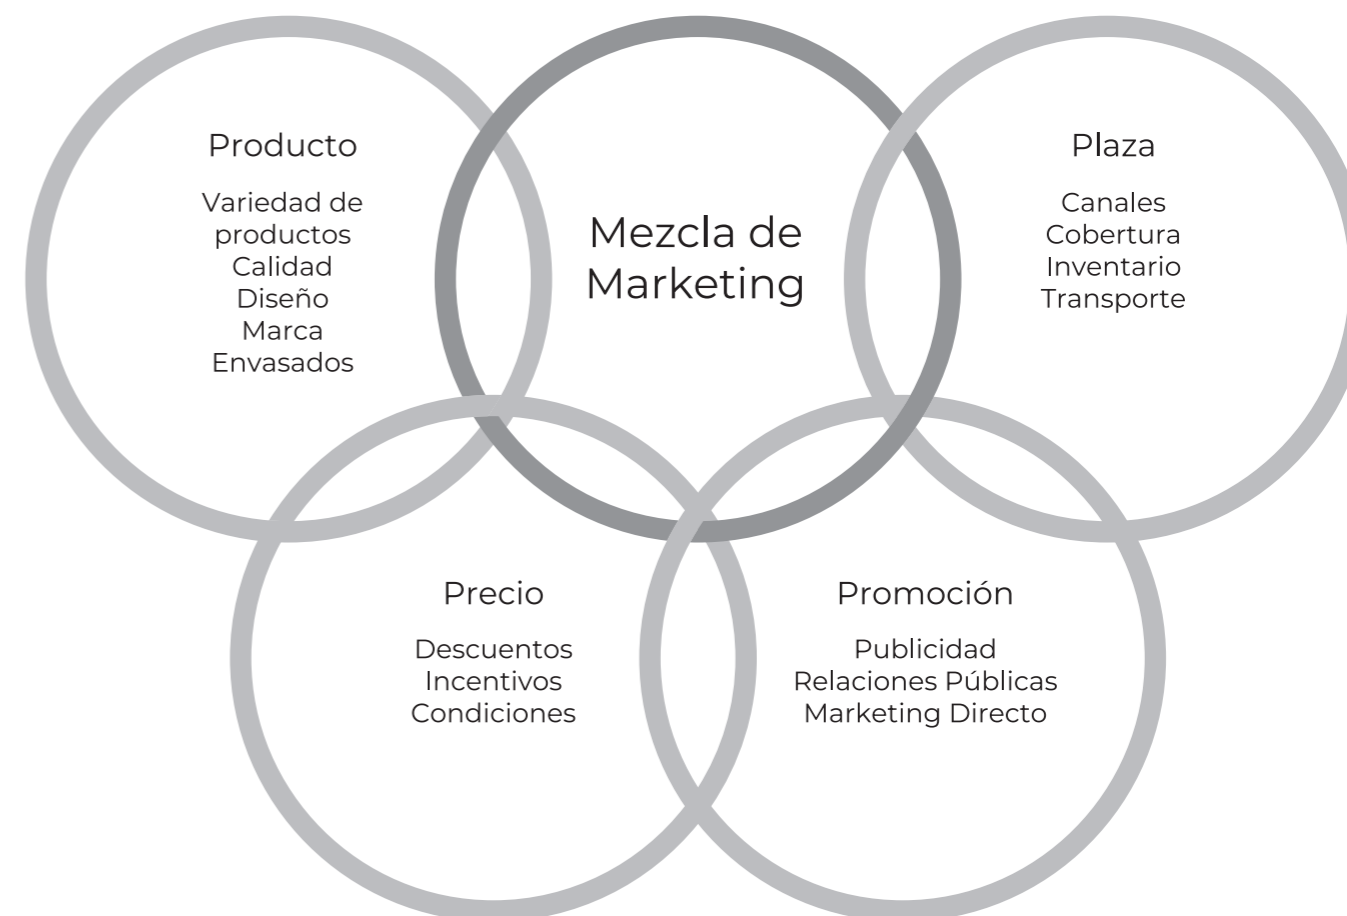 Producto
Variedad de
productos
Calidad
Diseño
Marca
Envasados
Mezcla de
Marketing
Plaza
Canales
Cobertura
Inventario
Transporte
Precio
Descuentos
Incentivos
Condiciones
Promoción
Publicidad
Relaciones Públicas
Marketing Directo